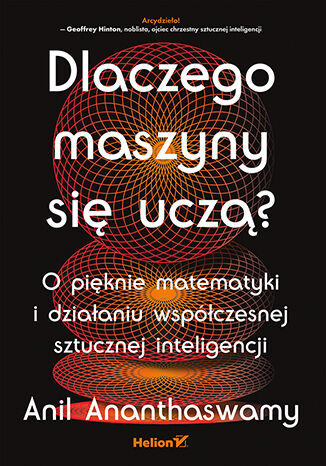 Arcydzieło!
— Geoffrey Hinton, noblista, ojciec chrzestny sztucznej inteligencji
Dlaczego
maszyny
się uczą?
O pięknie matematyki
i działaniu współczesnej
sztucznej inteligencji
Anil Ananthaswamy
Helion